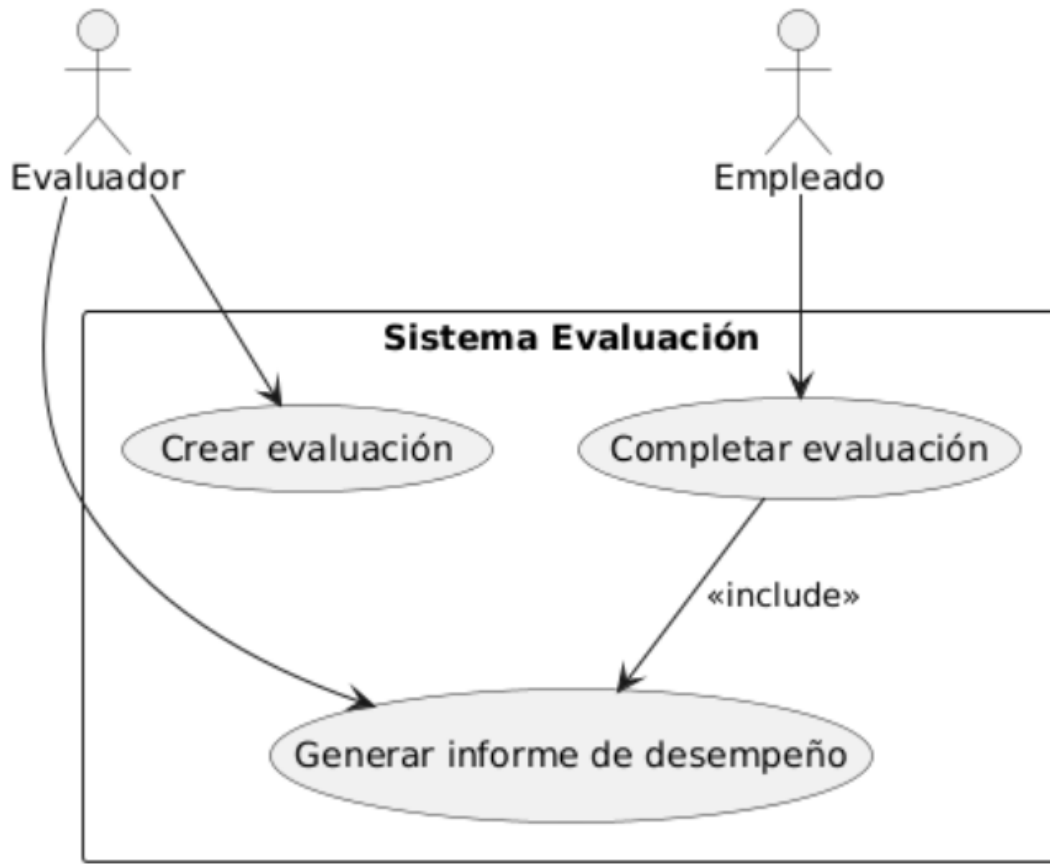 Evaluador
Empleado
Sistema Evaluación
Crear evaluación
Completar evaluación
«include»
Generar informe de desempeño